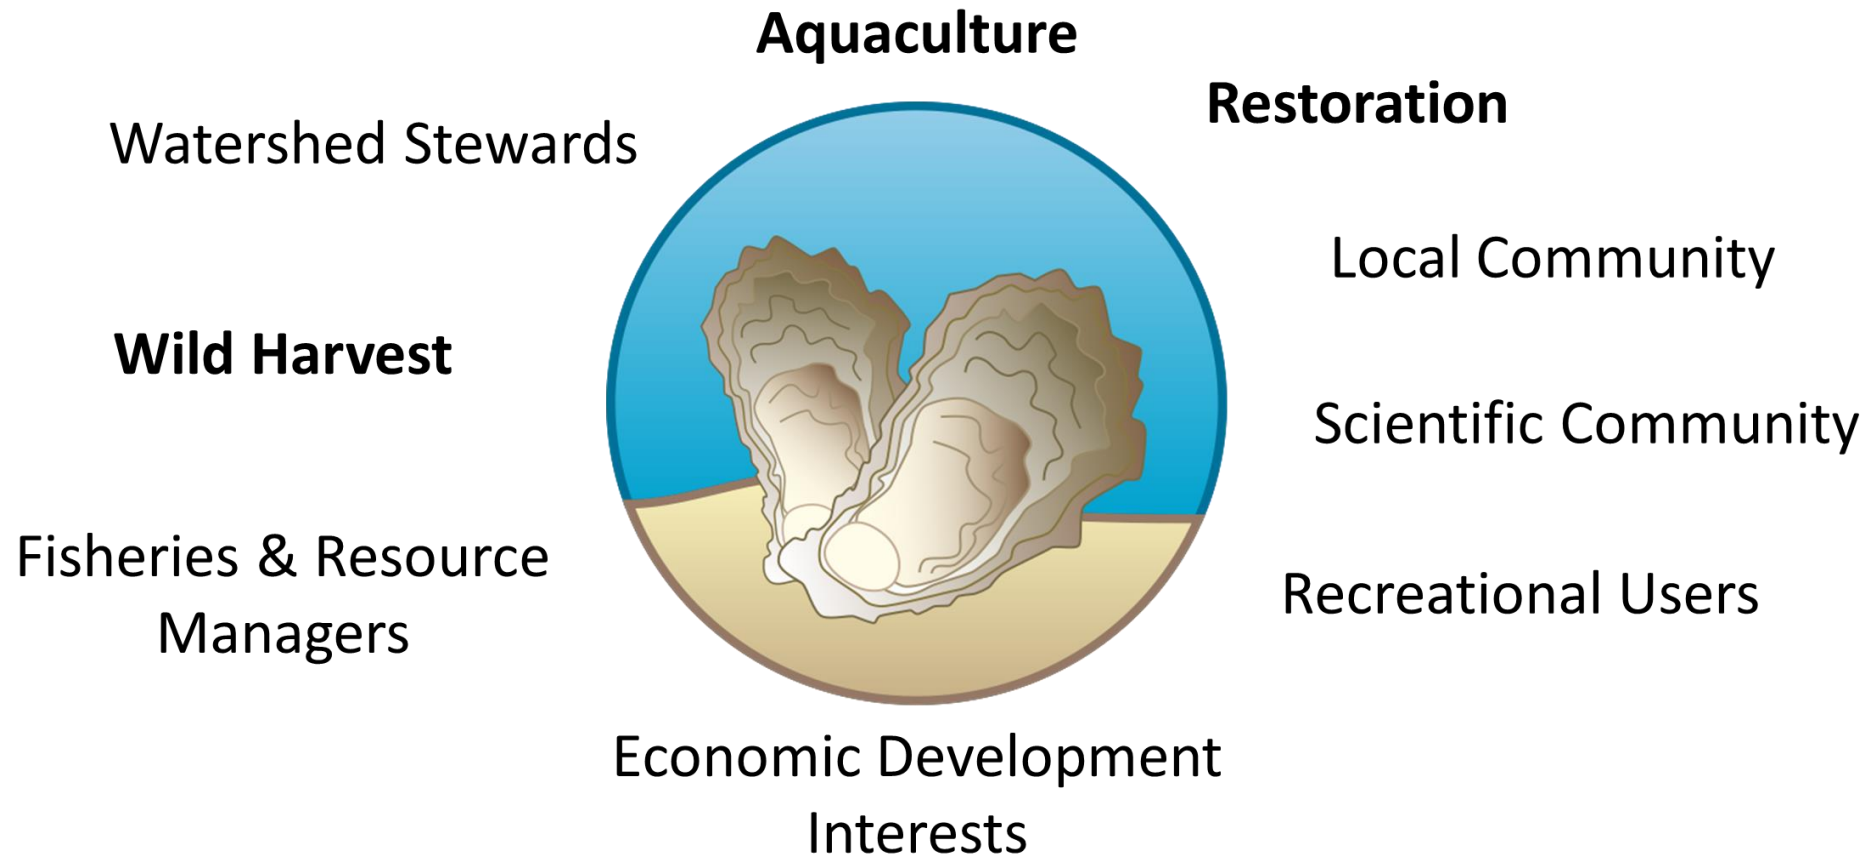 Aquaculture
Restoration
Watershed Stewards
Local Community
Wild Harvest
Scientific Community
Fisheries & Resource
Managers
Recreational Users
Economic Development
Interests